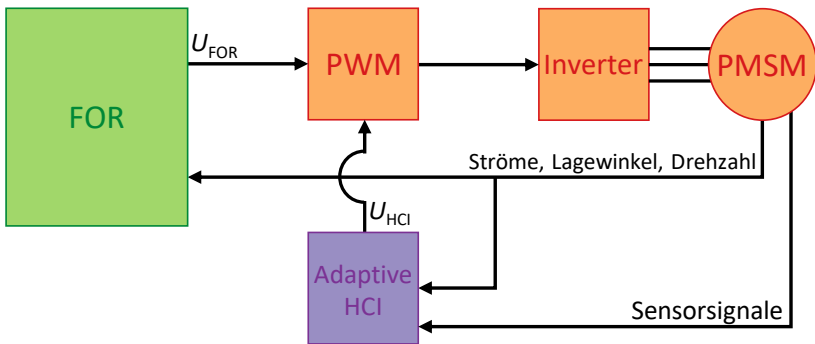 FOR
U_FOR
PWM
Inverter
PMSM
Ströme, Lagewinkel, Drehzahl
U_HCI
Adaptive
HCI
Sensorsignale